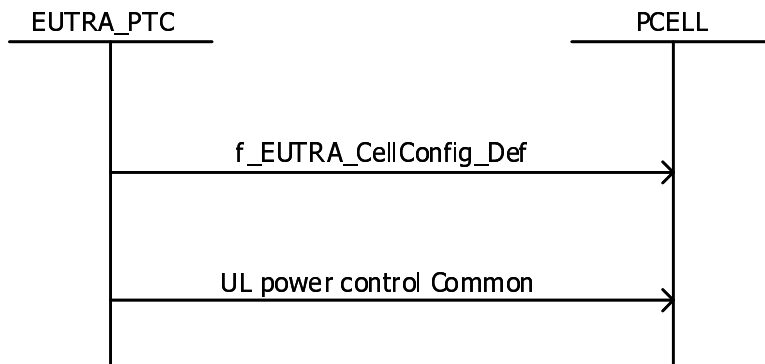 EUTRA_PTC
PCELL
f_EUTRA_CellConfig_Def
UL power control Common